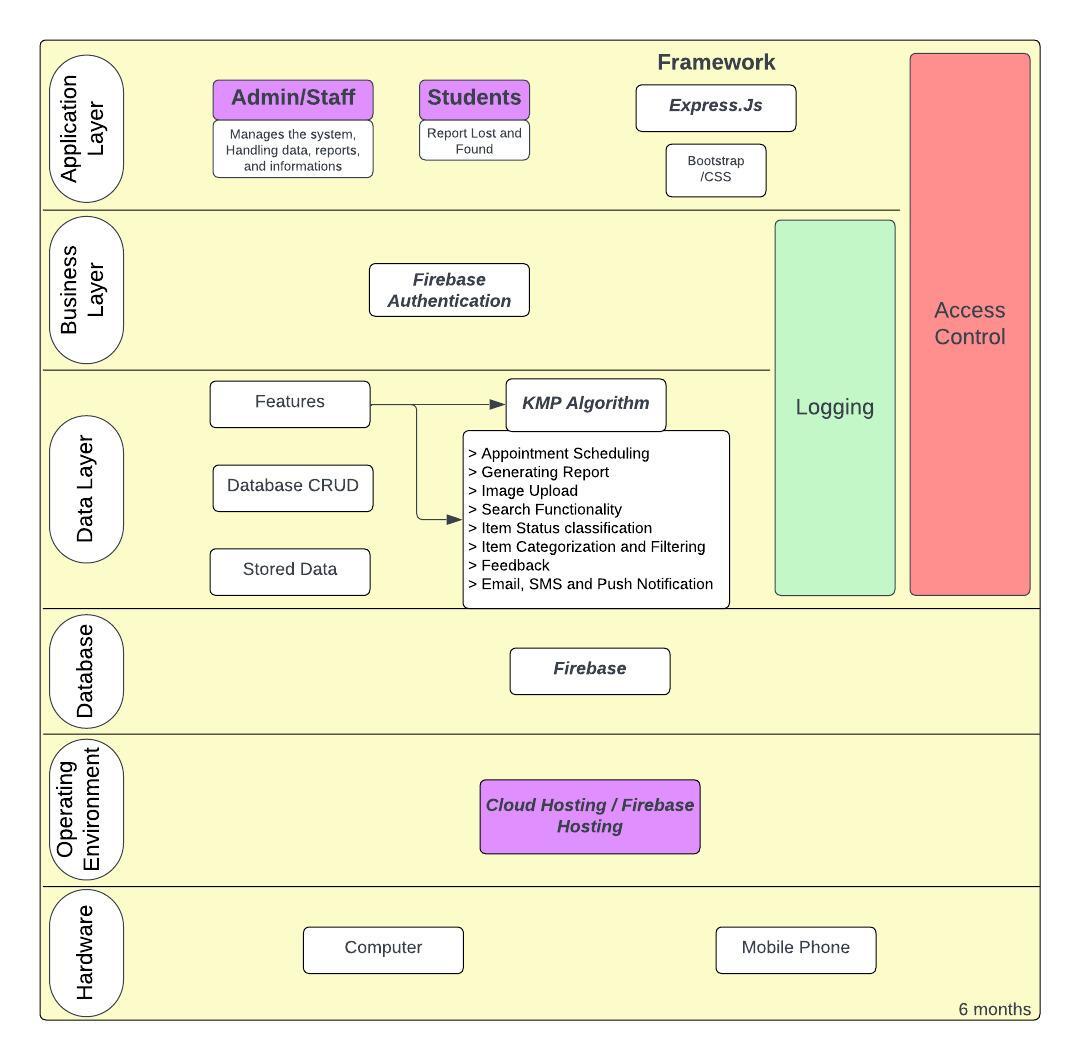 Application
Layer
Admin/Staff
Manages the system,
Handling data, reports,
and informations
Students
Report Lost and
Found
Framework
Express.Js
Bootstrap
/CSS
Access
Control
Business
Layer
Firebase
Authentication
Logging
Data Layer
Features
Database CRUD
Stored Data
KMP Algorithm
> Appointment Scheduling
> Generating Report
> Image Upload
> Search Functionality
> Item Status classification
> Item Categorization and Filtering
> Feedback
> Email, SMS and Push Notification
Database
Firebase
Operating
Environment
Cloud Hosting / Firebase
Hosting
Hardware
Computer
Mobile Phone
6 months